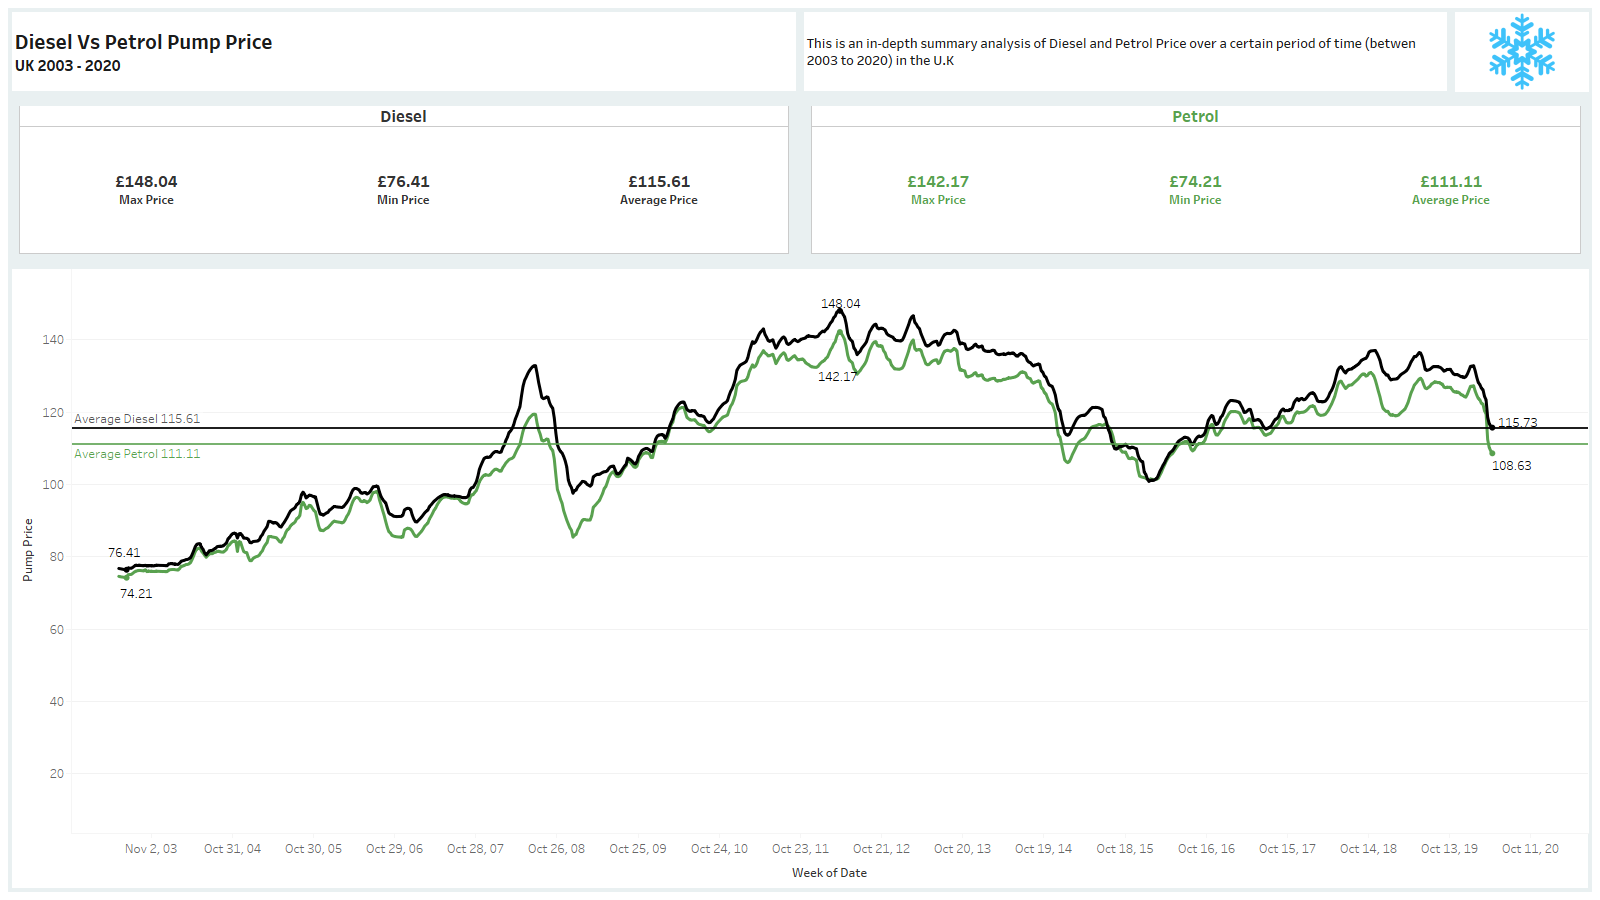 Diesel Vs Petrol Pump Price
UK 2003 - 2020
This is an in-depth summary analysis of Diesel and Petrol Price over a certain period of time (betwen
2003 to 2020) in the U.K
Diesel
£148.04
Max Price
£76.41
Min Price
£115.61
Average Price
Petrol
£142.17
Max Price
£74.21
Min Price
£111.11
Average Price
Pump Price
140
120
100
80
60
40
20
148.04
142.17
Average Diesel 115.61
Average Petrol 111.11
115.73
108.63
76.41
74.21
Nov 2, 03
Oct 31, 04
Oct 30, 05
Oct 29, 06
Oct 28, 07
Oct 26, 08
Oct 25, 09
Oct 24, 10
Oct 23, 11
Oct 21, 12
Oct 20, 13
Oct 19, 14
Oct 18, 15
Oct 16, 16
Oct 15, 17
Oct 14, 18
Oct 13, 19
Oct 11, 20
Week of Date